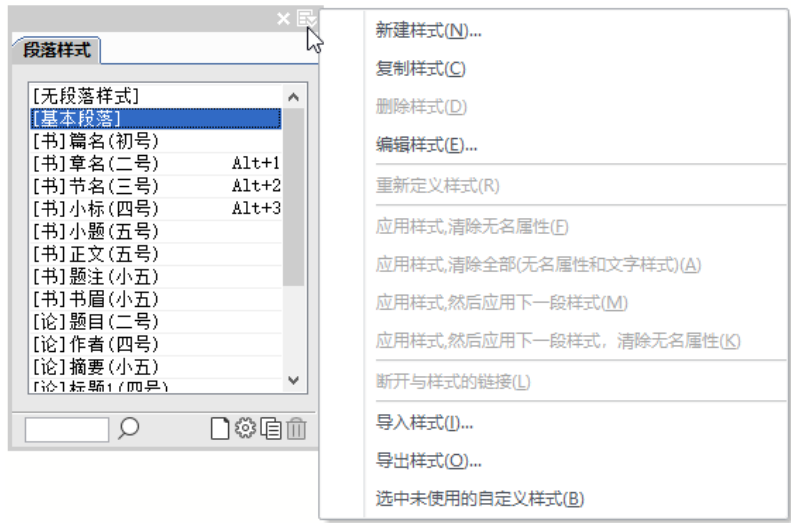 段落样式
[无段落样式]
[基本段落]
[书]篇名(初号)
[书]章名(二号) Alt+1
[书]节名(三号) Alt+2
[书]小标(四号) Alt+3
[书]小题(五号)
[书]正文(五号)
[书]题注(小五)
[书]书眉(小五)
[论]题目(二号)
[论]作者(四号)
[论]摘要(小五)
[论]标题1(四号)
新建样式(N)...
复制样式(C)
删除样式(D)
编辑样式(E)...
重新定义样式(R)
应用样式,清除无名属性(F)
应用样式,清除全部(无名属性和文字样式)(A)
应用样式,然后应用下一段样式(M)
应用样式,然后应用下一段样式，清除无名属性(K)
断开与样式的链接(L)
导入样式(I)...
导出样式(O)...
选中未使用的自定义样式(B)